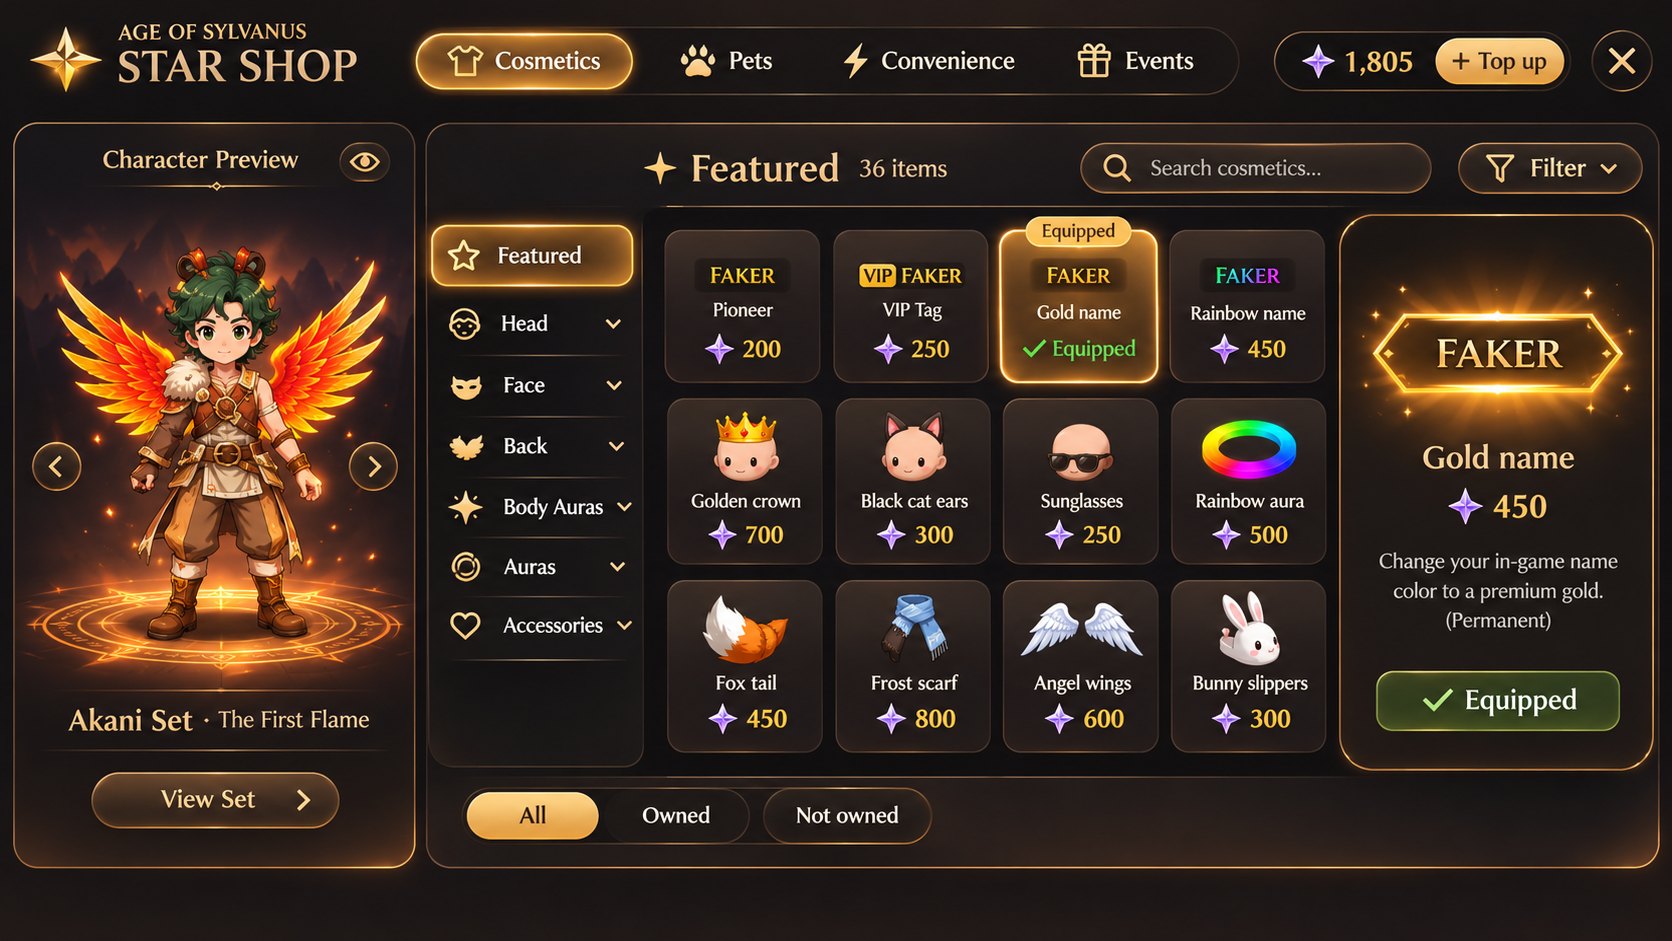 AGE OF SYLVANUS
STAR SHOP
Cosmetics
Pets
Convenience
Events
1,805
+ Top up
Character Preview
Akani Set · The First Flame
View Set
Featured 36 items
Search cosmetics...
Filter
Featured
Head
Face
Back
Body Auras
Auras
Accessories
FAKER
Pioneer
200
VIP FAKER
VIP Tag
250
Equipped
FAKER
Gold name
Equipped
FAKER
Rainbow name
450
Golden crown
700
Black cat ears
300
Sunglasses
250
Rainbow aura
500
Fox tail
450
Frost scarf
800
Angel wings
600
Bunny slippers
300
All
Owned
Not owned
FAKER
Gold name
450
Change your in-game name
color to a premium gold.
(Permanent)
Equipped